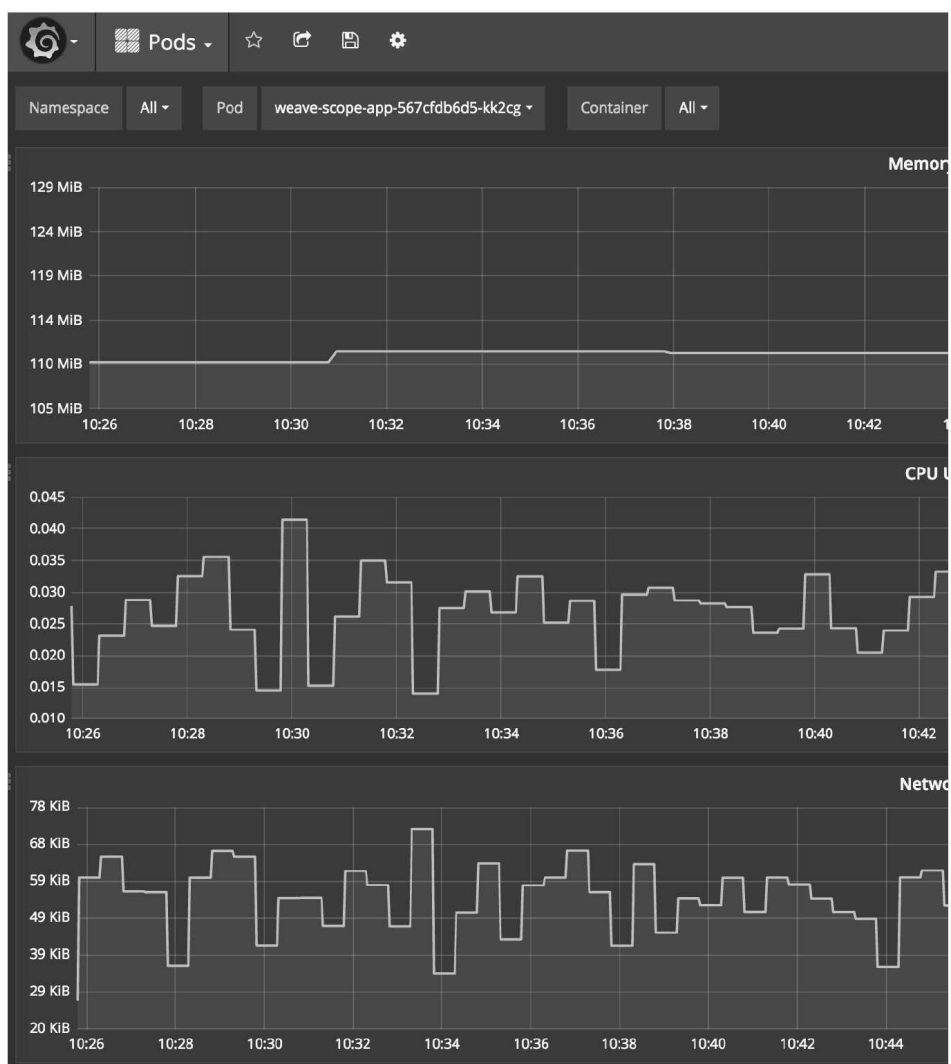 Pods
Namespace All Pod weave-scope-app-567cfdb6d5-kk2cg Container All
Memor
129 MiB
124 MiB
119 MiB
114 MiB
110 MiB
105 MiB
10:26 10:28 10:30 10:32 10:34 10:36 10:38 10:40 10:42 1
CPU U
0.045
0.040
0.035
0.030
0.025
0.020
0.015
0.010
10:26 10:28 10:30 10:32 10:34 10:36 10:38 10:40 10:42
Netwo
78 KiB
68 KiB
59 KiB
49 KiB
39 KiB
29 KiB
20 KiB
10:26 10:28 10:30 10:32 10:34 10:36 10:38 10:40 10:42 10:44